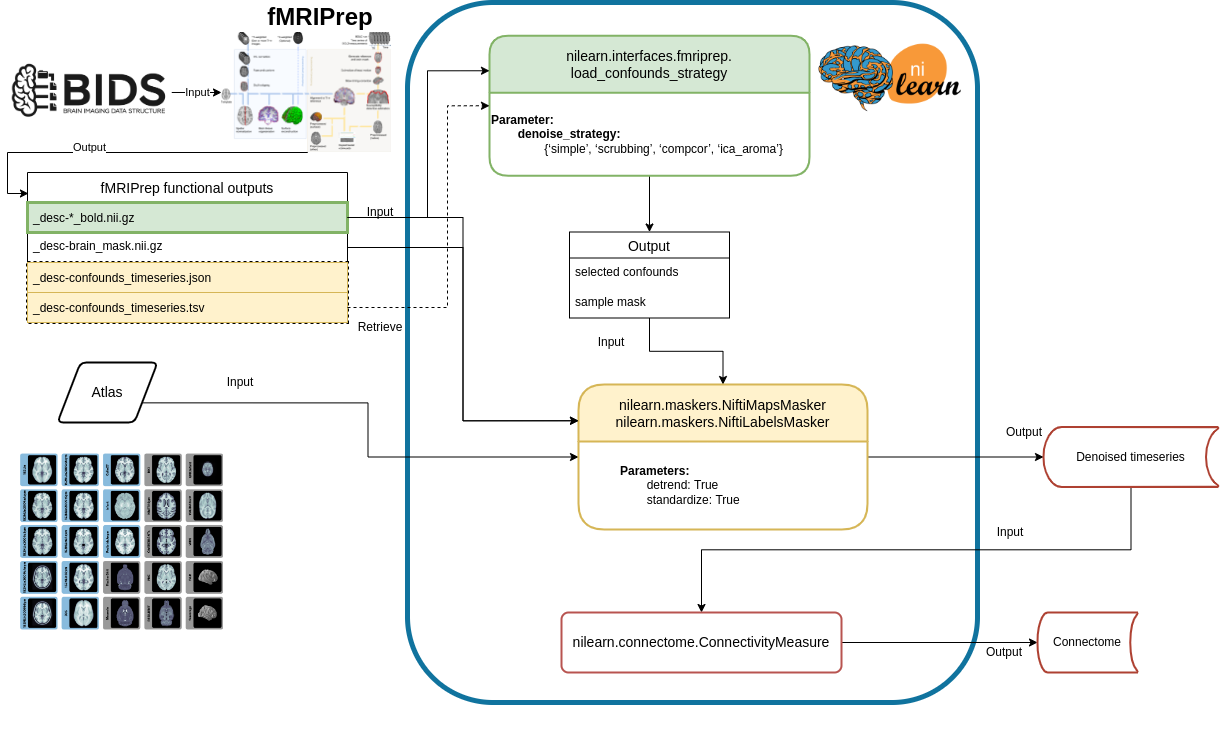 fMRIPrep
BIDS
BRAIN IMAGING DATA STRUCTURE
Input
Output
fMRIPrep functional outputs
_desc-*_bold.nii.gz
_desc-brain_mask.nii.gz
_desc-confounds_timeseries.json
_desc-confounds_timeseries.tsv
Input
Retrieve
Atlas
Input
nilearn.interfaces.fmriprep.
load_confounds_strategy
Parameter:
denoise_strategy:
{‘simple’, ‘scrubbing’, ‘compcor’, ‘ica_aroma’}
ni
learn
Output
selected confounds
sample mask
Input
nilearn.maskers.NiftiMapsMasker
nilearn.maskers.NiftiLabelsMasker
Parameters:
detrend: True
standardize: True
Output
Denoised timeseries
Input
nilearn.connectome.ConnectivityMeasure
Output
Connectome